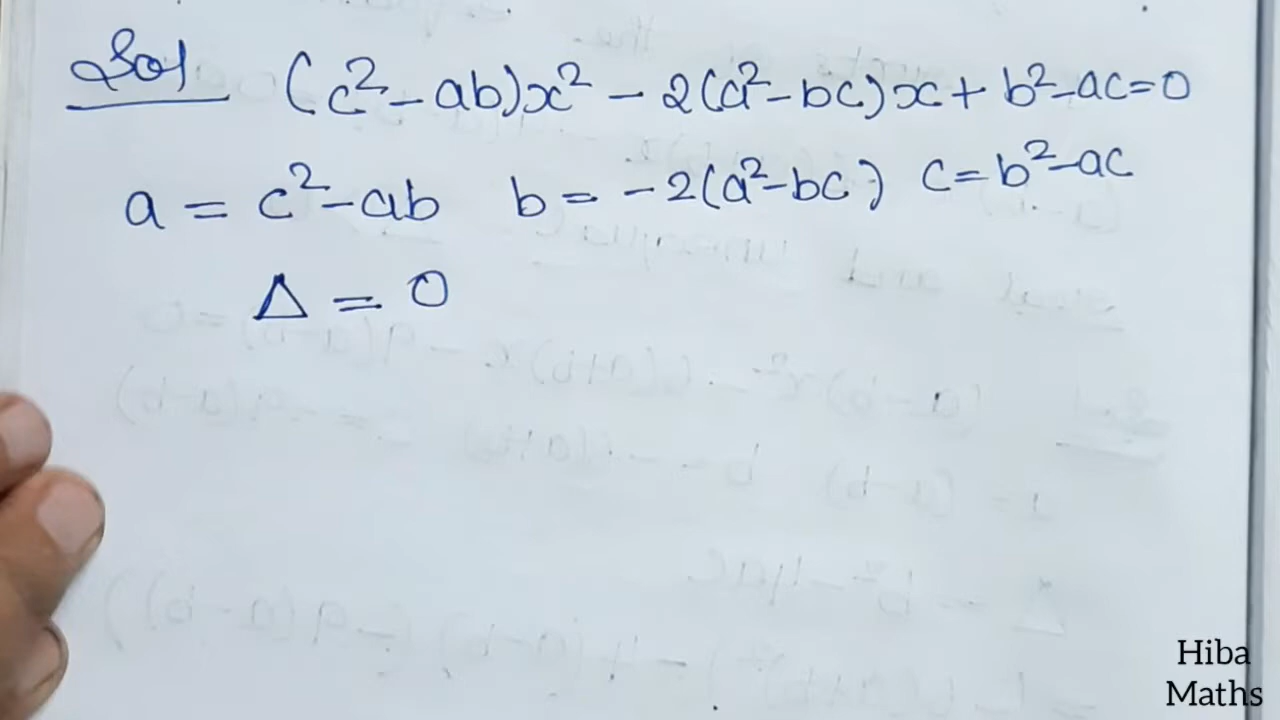 Sol (c²-ab)x² - 2(a²-bc)x + b²-ac=0
a = c²-ab b = -2(a²-bc) c=b²-ac
Δ = 0
Hiba
Maths